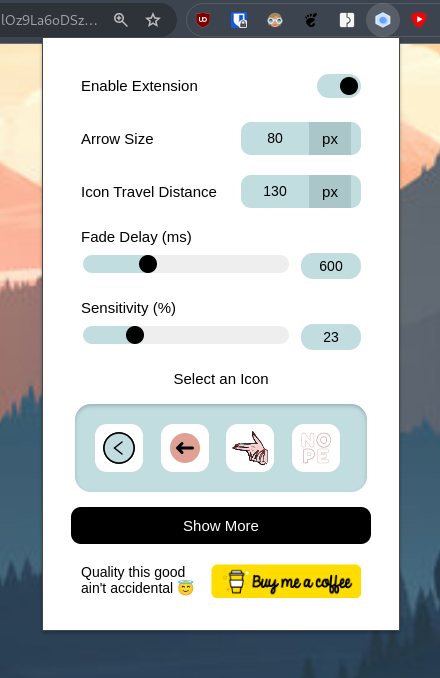 lOz9La6oDSz...
Enable Extension
Arrow Size 80 px
Icon Travel Distance 130 px
Fade Delay (ms)
600
Sensitivity (%)
23
Select an Icon
NO
PE
Show More
Quality this good
ain't accidental 😇
Buy me a coffee